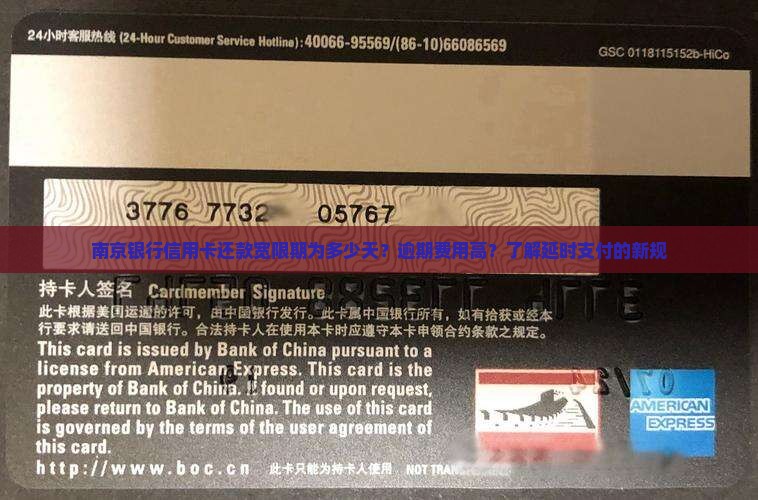 24小时客服热线 (24-Hour Customer Service Hotline):40066-95569/(86-10)66086569
GSC 0118115152b-HiCo
3776 7732 05767
南京银行信用卡还款宽限期为多少天？逾期费用高？了解延时支付的新规
持卡人签名 Cardmember Signature
此卡根据美国运通的许可，由中国银行发行。此卡属中国银行所有，如有拾获或经本
行要求请送回中国银行。合法持卡人在使用本卡时应遵守本卡申领合约条款之规定。
This card is issued by Bank of China pursuant to a
license from American Express. This card is the
property of Bank of China. If found or upon request,
please return to Bank of China. The use of this card
is governed by the terms of the user agreement of
this card.
AMERICAN
EXPRESS
http://www.boc.cn 此卡只能为持卡人使用 NOT